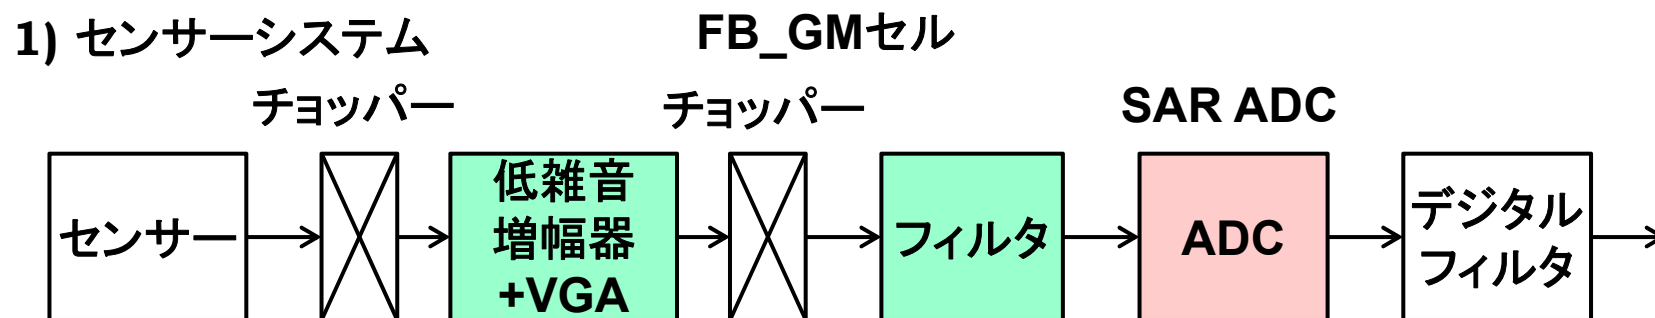 1) センサーシステム
FB_GMセル
チョッパー
チョッパー
SAR ADC
センサー
低雑音
増幅器
+VGA
フィルタ
ADC
デジタル
フィルタ